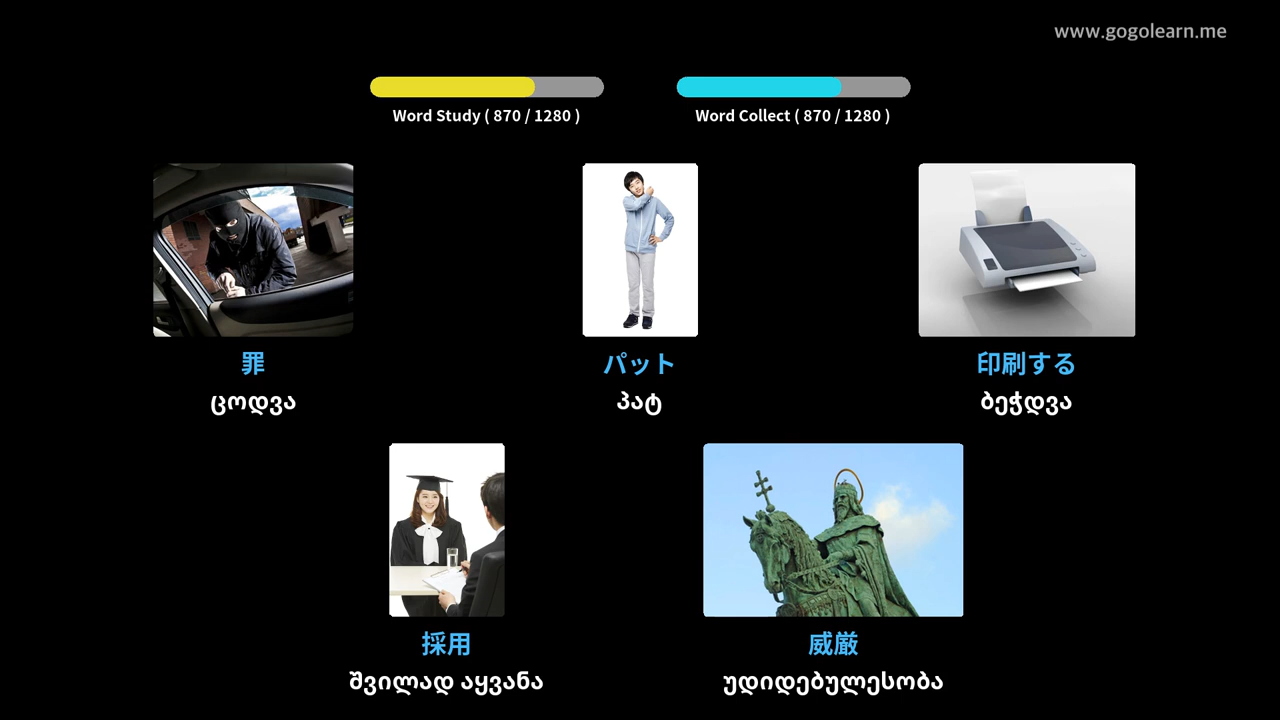 www.gogolearn.me
Word Study ( 870 / 1280 )
Word Collect ( 870 / 1280 )
罪
ცოდვა
パット
პატ
印刷する
ბეჭდვა
採用
შვილად აყვანა
威厳
უდიდებულესობა